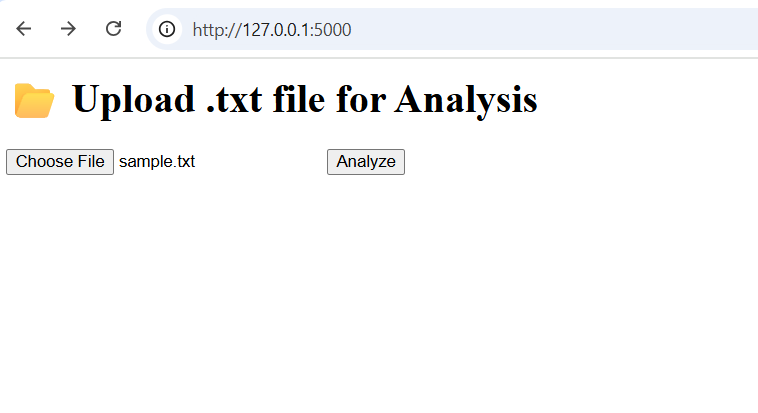 http://127.0.0.1:5000
Upload .txt file for Analysis
Choose File sample.txt Analyze